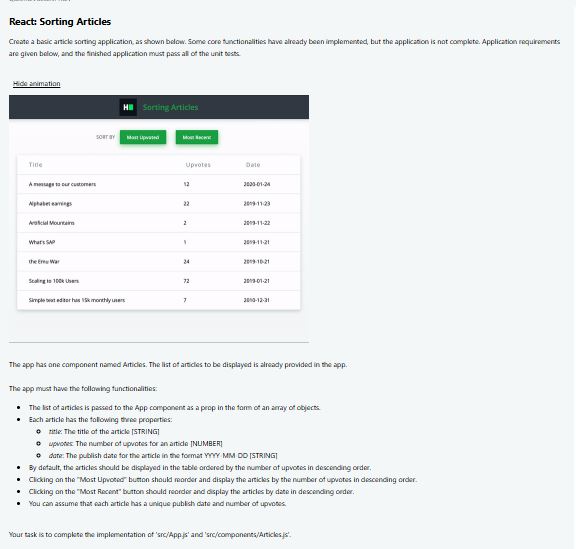 React: Sorting Articles
Create a basic article sorting application, as shown below. Some core functionalities have already been implemented, but the application is not complete. Application requirements
are given below, and the finished application must pass all of the unit tests.
Hide animation
H Sorting Articles
SORT BY Most Upvoted Most Recent
Title Upvotes Date
A message to our customers 12 2020-01-24
Alphabet earnings 22 2019-11-23
Artificial Mountains 2 2019-11-22
What's SAP 1 2019-11-21
the Emu War 24 2019-10-21
Scaling to 100k Users 72 2019-01-21
Simple text editor has 15k monthly users 7 2010-12-31
The app has one component named Articles. The list of articles to be displayed is already provided in the app.
The app must have the following functionalities:
• The list of articles is passed to the App component as a prop in the form of an array of objects.
• Each article has the following three properties:
title: The title of the article [STRING]
upvotes: The number of upvotes for an article [NUMBER]
date: The publish date for the article in the format YYYY-MM-DD [STRING]
• By default, the articles should be displayed in the table ordered by the number of upvotes in descending order.
• Clicking on the "Most Upvoted" button should reorder and display the articles by the number of upvotes in descending order.
• Clicking on the "Most Recent" button should reorder and display the articles by date in descending order.
• You can assume that each article has a unique publish date and number of upvotes.
Your task is to complete the implementation of 'src/App.js' and 'src/components/Articles.js'.